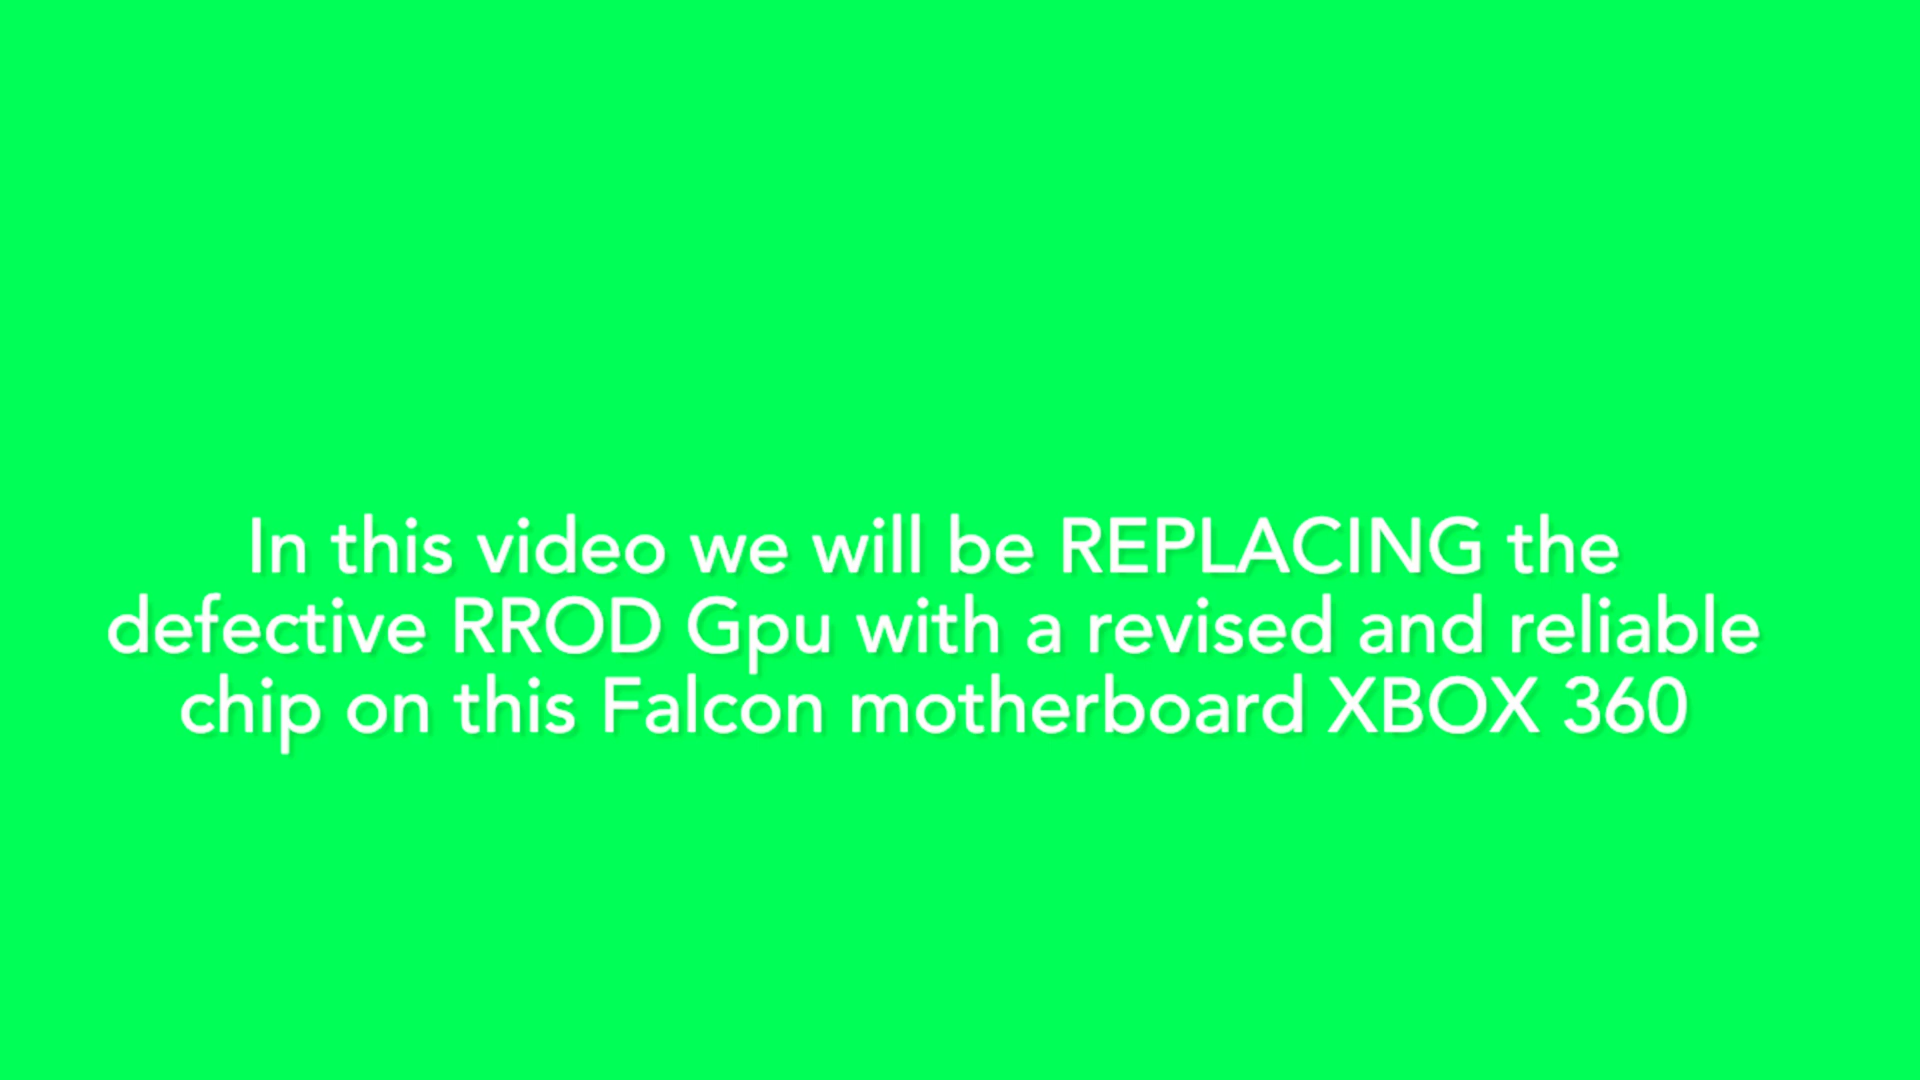 In this video we will be REPLACING the
defective RROD Gpu with a revised and reliable
chip on this Falcon motherboard XBOX 360